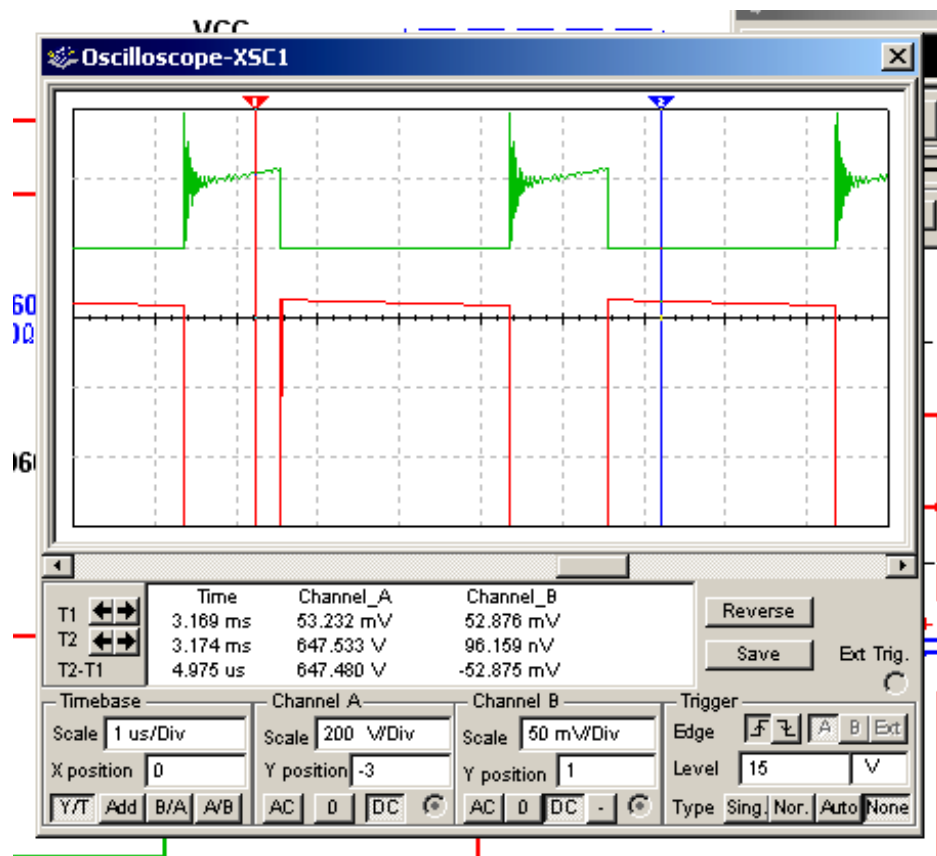 VCC
Oscilloscope-XSC1
1 2
60
0Ω
Time Channel_A Channel_B
T1 3.169 ms 53.232 mV 52.876 mV
T2 3.174 ms 647.533 V 96.159 nV
T2-T1 4.975 us 647.480 V -52.875 mV
Reverse
Save
Ext Trig.
Timebase Channel A Channel B Trigger
Scale 1 us/Div Scale 200 V/Div Scale 50 mV/Div Edge A B Ext
X position 0 Y position -3 Y position 1 Level 15 V
Y/T Add B/A A/B AC 0 DC AC 0 DC - Type Sing. Nor. Auto None